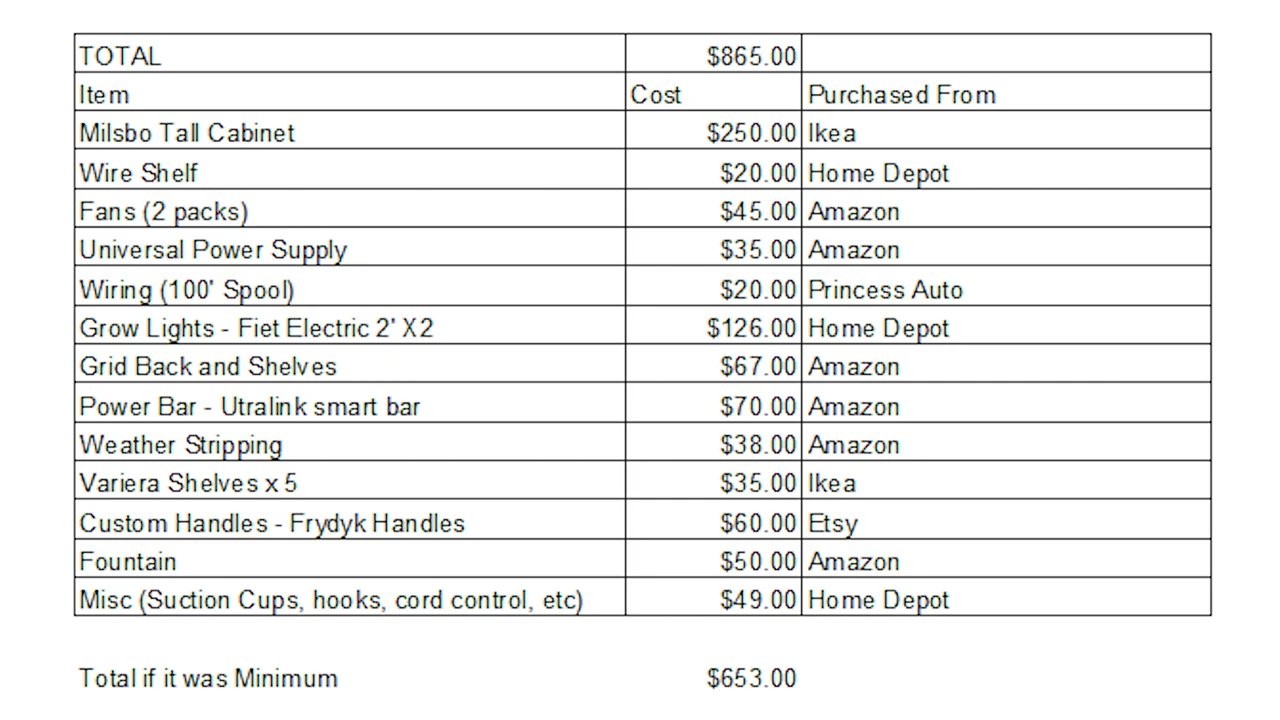 TOTAL $865.00
Item Cost Purchased From
Milsbo Tall Cabinet $250.00 Ikea
Wire Shelf $20.00 Home Depot
Fans (2 packs) $45.00 Amazon
Universal Power Supply $35.00 Amazon
Wiring (100' Spool) $20.00 Princess Auto
Grow Lights - Fiet Electric 2' X2 $126.00 Home Depot
Grid Back and Shelves $67.00 Amazon
Power Bar - Utralink smart bar $70.00 Amazon
Weather Stripping $38.00 Amazon
Variera Shelves x 5 $35.00 Ikea
Custom Handles - Frydyk Handles $60.00 Etsy
Fountain $50.00 Amazon
Misc (Suction Cups, hooks, cord control, etc) $49.00 Home Depot
Total if it was Minimum $653.00